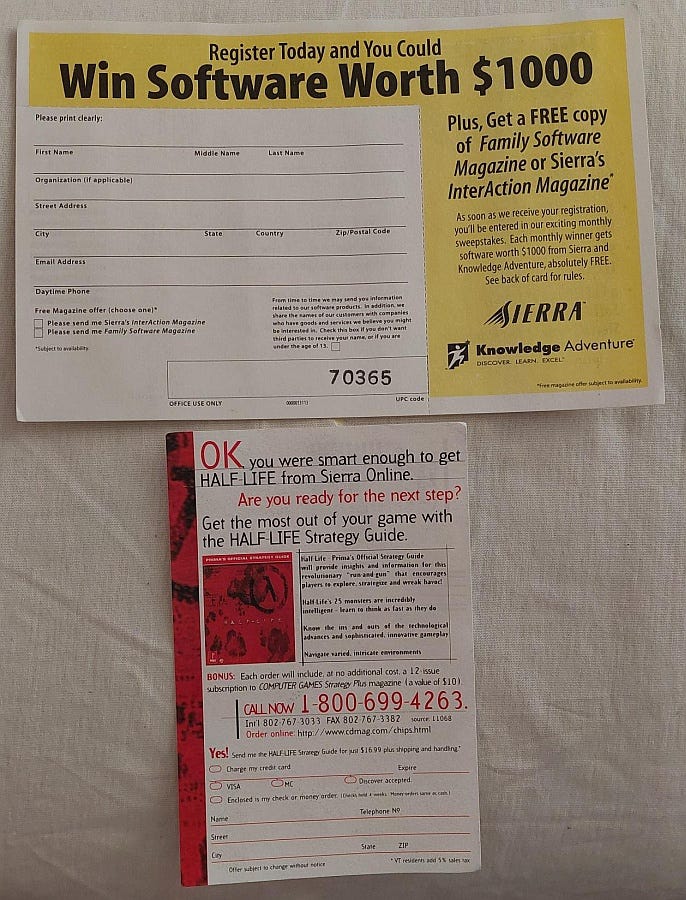 Register Today and You Could
Win Software Worth $1000
Please print clearly:
First Name Middle Name Last Name
Organization (if applicable)
Street Address
City State Country Zip/Postal Code
Email Address
Daytime Phone
Free Magazine offer (choose one)*
Please send me Sierra's InterAction Magazine
Please send me Family Software Magazine
*Subject to availability.
From time to time we may send you information
related to our software products. In addition, we
share the names of our customers with companies
who have goods and services we believe you might
be interested in. Check this box if you don't want
third parties to receive your name, or if you are
under the age of 13.
70365
OFFICE USE ONLY
UPC code
Plus, Get a FREE copy
of Family Software
Magazine or Sierra's
InterAction Magazine*
As soon as we receive your registration,
you'll be entered in our exciting monthly
sweepstakes. Each monthly winner gets
software worth $1000 from Sierra and
Knowledge Adventure, absolutely FREE.
See back of card for rules.
SIERRA™
Knowledge Adventure®
DISCOVER. LEARN. EXCEL.™
*Free magazine offer subject to availability.
OK you were smart enough to get
HALF-LIFE from Sierra Online.
Are you ready for the next step?
Get the most out of your game with
the HALF-LIFE Strategy Guide.
PRIMA'S OFFICIAL STRATEGY GUIDE
HALF-LIFE
Half-Life - Prima's Official Strategy Guide
will provide insights and information for this
revolutionary "run-and-gun" that encourages
players to explore, strategize and wreak havoc!
Half-Life's 25 monsters are incredibly
intelligent - learn to think as fast as they do
Know the ins and outs of the technological
advances and sophisticated, innovative gameplay
Navigate varied, intricate environments
BONUS: Each order will include, at no additional cost, a 12-issue
subscription to COMPUTER GAMES Strategy Plus magazine (a value of $10).
CALL NOW 1-800-699-4263.
Int'l 802-767-3033 FAX 802-767-3382 source: 11068
Order online: http://www.cdmag.com/chips.html
Yes! Send me the HALF-LIFE Strategy Guide for just $16.99 plus shipping and handling.*
Charge my credit card Expire
VISA MC Discover accepted.
Enclosed is my check or money order. (Checks held 4 weeks. Money orders same as cash.)
Name Telephone Nº
Street
City State ZIP
Offer subject to change without notice * VT residents add 5% sales tax